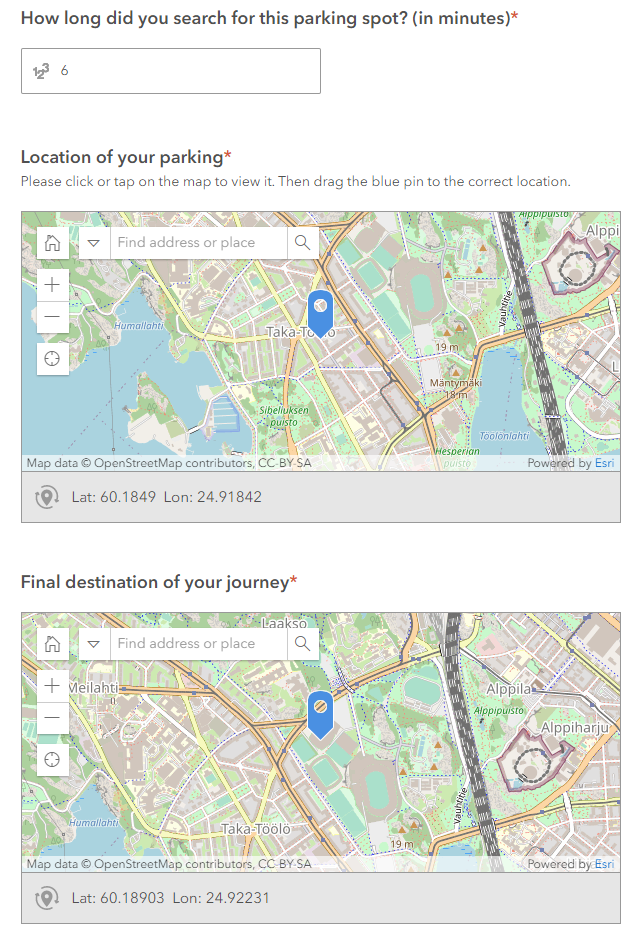 How long did you search for this parking spot? (in minutes)*
123 6
Location of your parking*
Please click or tap on the map to view it. Then drag the blue pin to the correct location.
Alppipuisto
Alppi
Find address or place
Vauhtitie
Humallahti
Taka-Töölö
19 m
L
Mäntymäki
18 m
Sibeliuksen
puisto
Töölönlahti
Hesperian
puisto
Map data © OpenStreetMap contributors, CC-BY-SA Powered by Esri
Lat: 60.1849 Lon: 24.91842
Final destination of your journey*
Laakso
Find address or place
Meilahti
Alppila
Alppipuisto
Alppiharju
Vauhtitie
Humallahti
Taka-Töölö
19 m
Map data © OpenStreetMap contributors, CC-BY-SA Powered by Esri
Lat: 60.18903 Lon: 24.92231